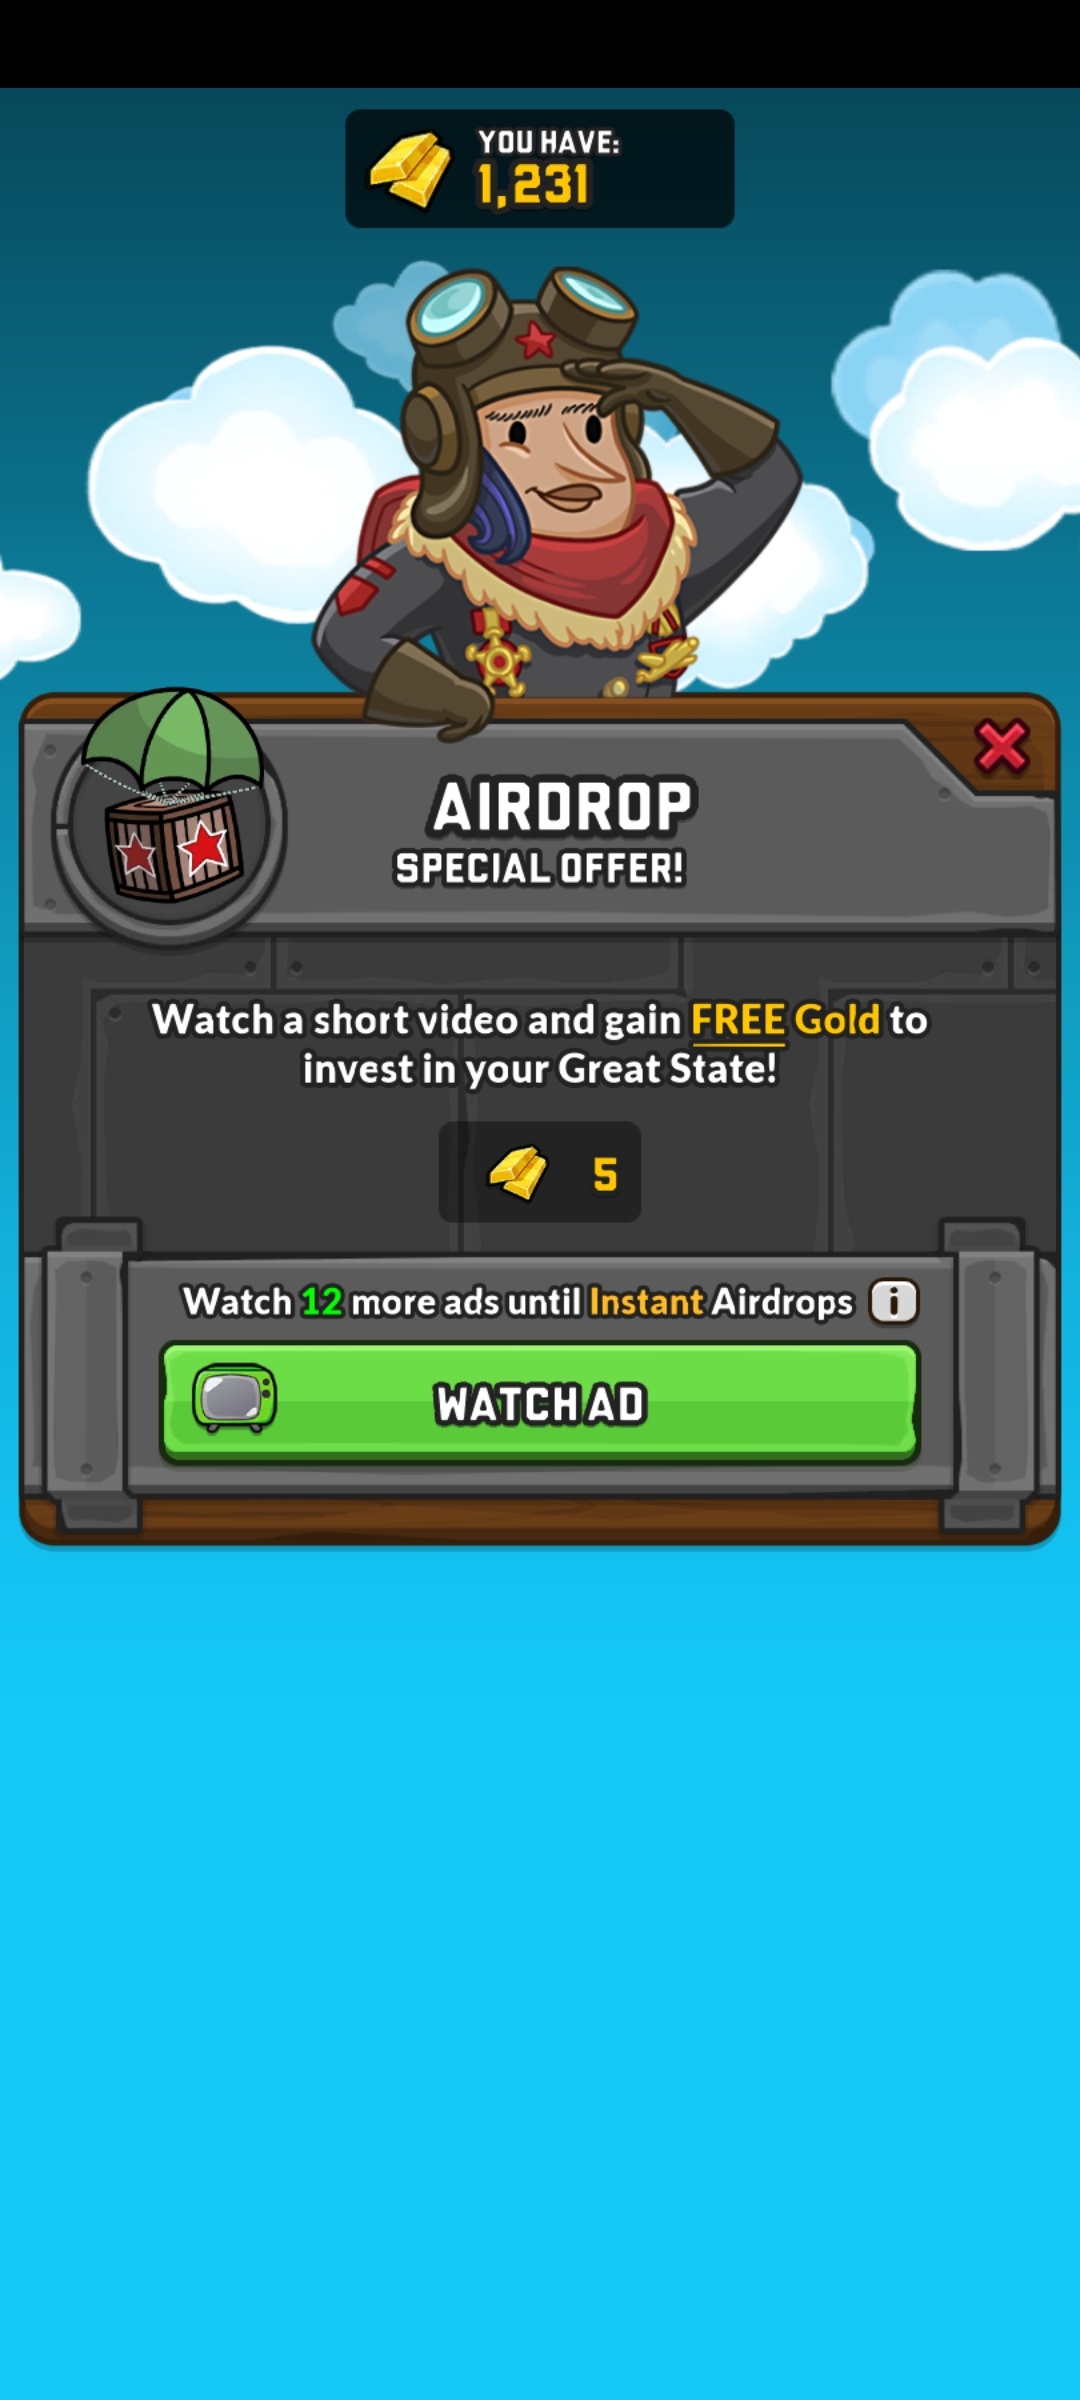 YOU HAVE:
1,231
AIRDROP
SPECIAL OFFER!
Watch a short video and gain FREE Gold to
invest in your Great State!
5
Watch 12 more ads until Instant Airdrops i
WATCH AD